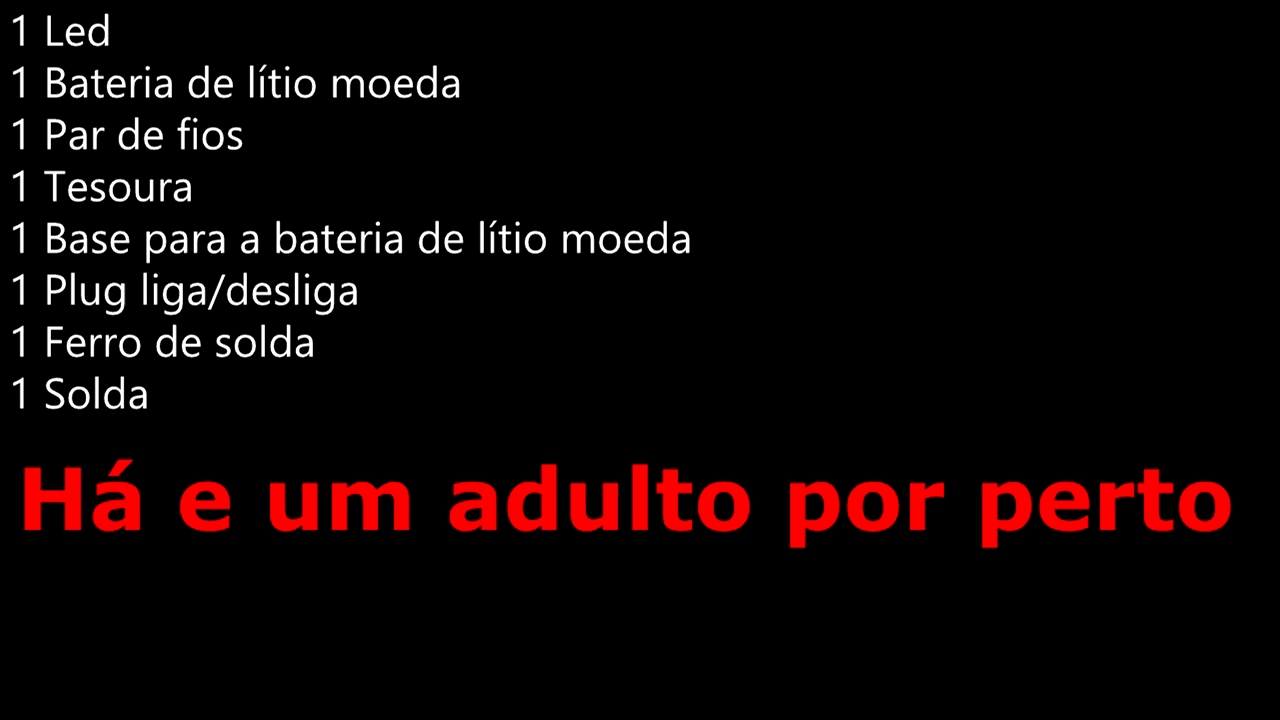 1 Led
1 Bateria de lítio moeda
1 Par de fios
1 Tesoura
1 Base para a bateria de lítio moeda
1 Plug liga/desliga
1 Ferro de solda
1 Solda
Há e um adulto por perto